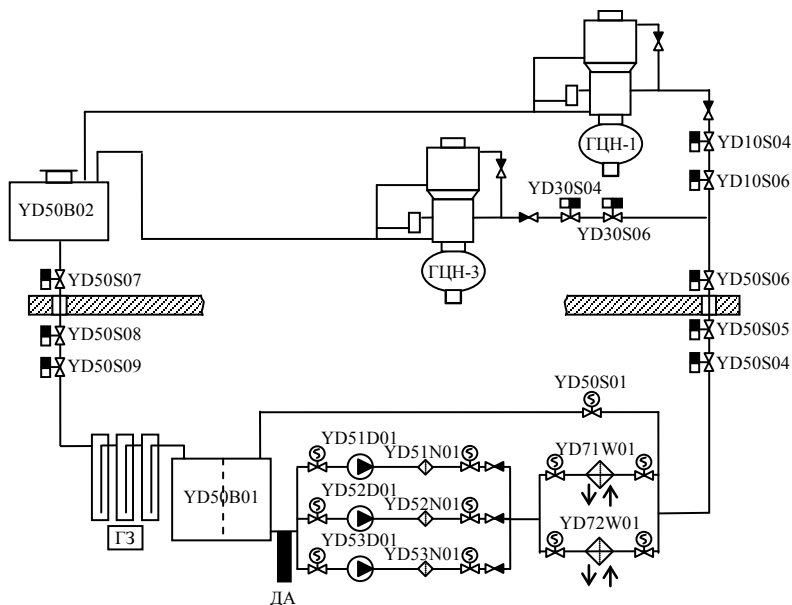 ГЦН-1
YD10S04
YD10S06
YD50B02
YD30S04
YD30S06
ГЦН-3
YD50S07
YD50S06
YD50S08
YD50S05
YD50S09
YD50S04
YD50S01
YD51D01
YD51N01
YD71W01
YD50B01
YD52D01
YD52N01
YD72W01
YD53D01
YD53N01
ГЗ
ДА